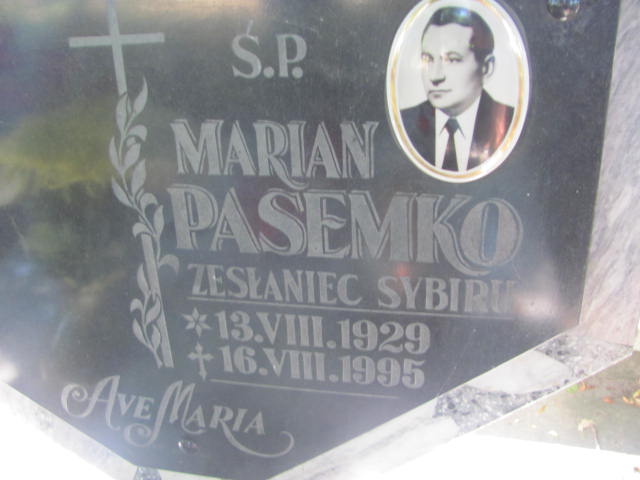 Ś.P.
MARIAN
PASEMKO
ZESŁANIEC SYBIRU
13.VIII.1929
16.VIII.1995
AVE MARIA